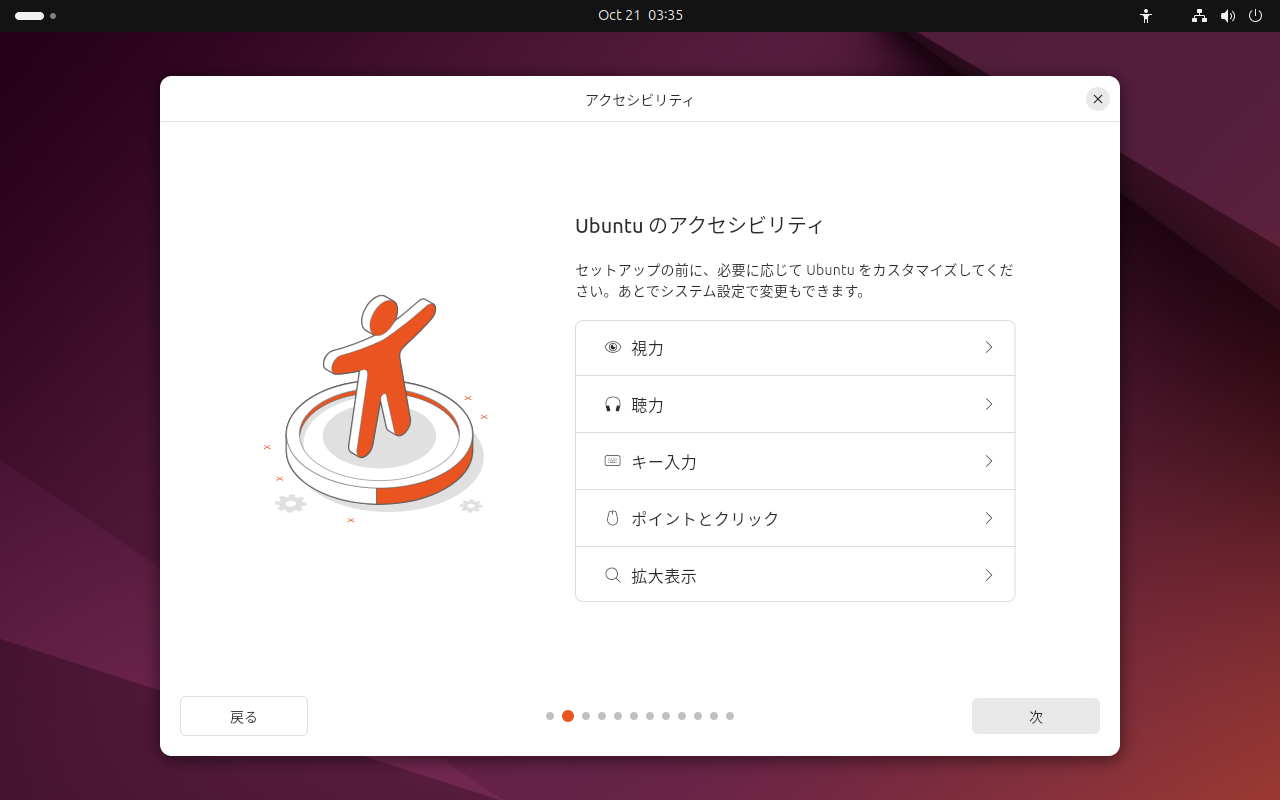 Oct 21 03:35
アクセシビリティ
Ubuntu のアクセシビリティ
セットアップの前に、必要に応じて Ubuntu をカスタマイズしてくだ
さい。あとでシステム設定で変更もできます。
視力
聴力
キー入力
ポイントとクリック
拡大表示
戻る
次